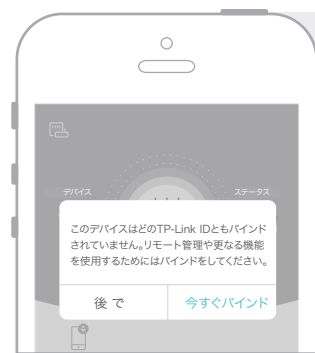 デバイス
ステータス
このデバイスはどのTP-Link IDともバインド
されていません。リモート管理や更なる機能
を使用するためにはバインドをしてください。
後で
今すぐバインド